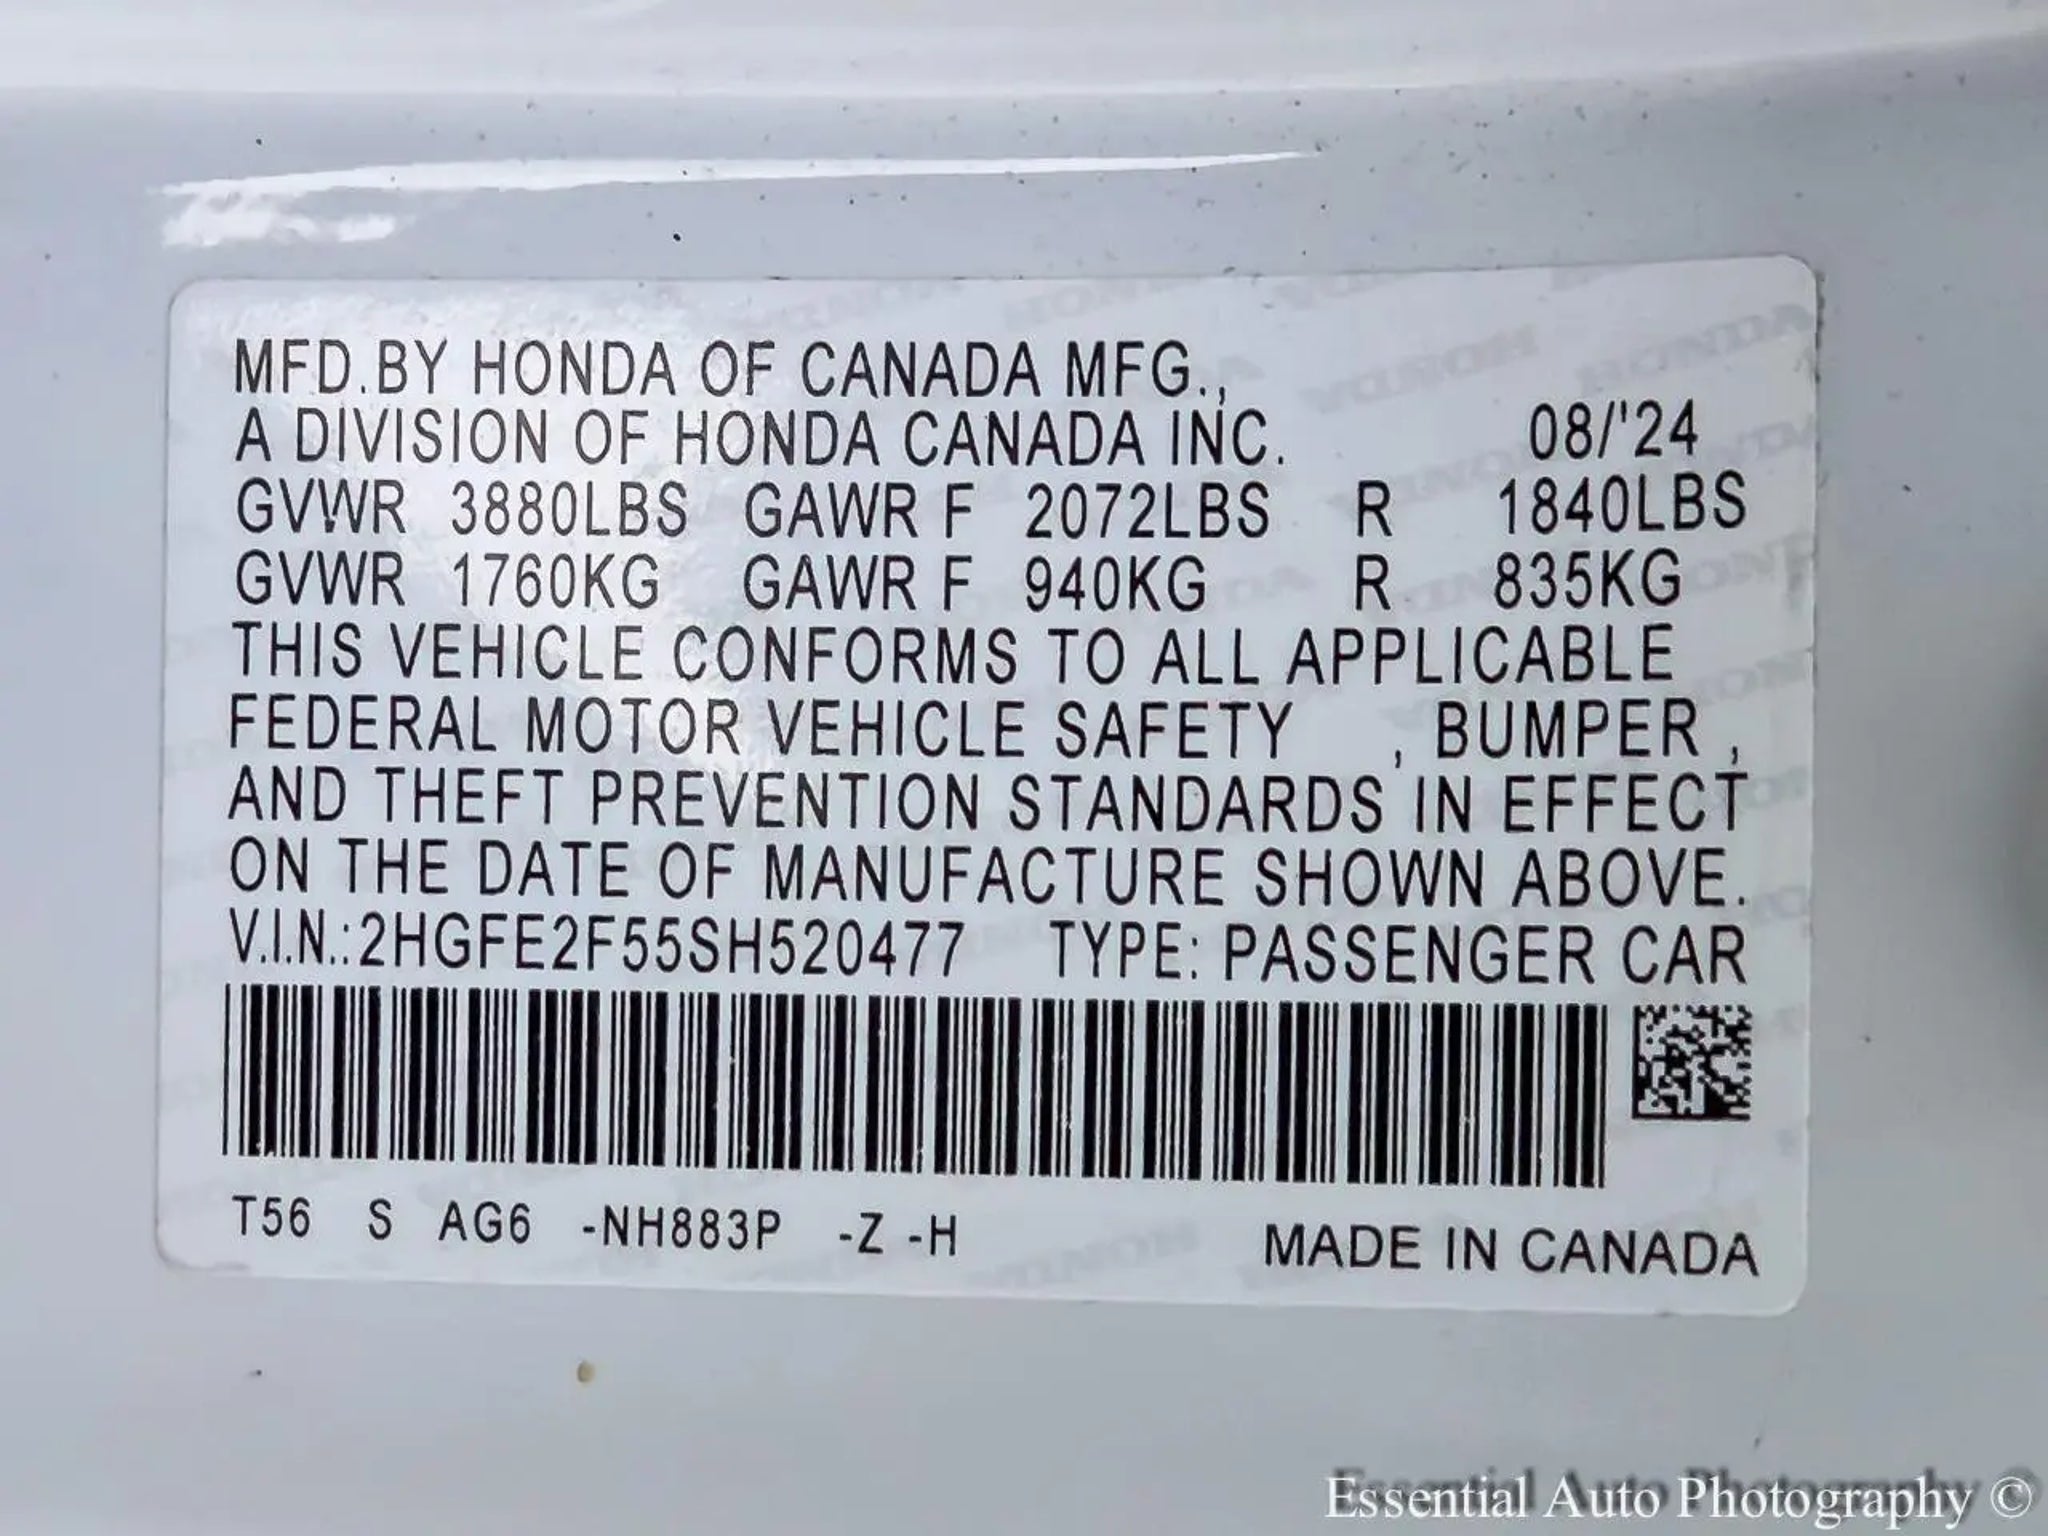 MFD.BY HONDA OF CANADA MFG.,
A DIVISION OF HONDA CANADA INC. 08/'24
GVWR 3880LBS GAWR F 2072LBS R 1840LBS
GVWR 1760KG GAWR F 940KG R 835KG
THIS VEHICLE CONFORMS TO ALL APPLICABLE
FEDERAL MOTOR VEHICLE SAFETY , BUMPER ,
AND THEFT PREVENTION STANDARDS IN EFFECT
ON THE DATE OF MANUFACTURE SHOWN ABOVE.
V.I.N.:2HGFE2F55SH520477 TYPE: PASSENGER CAR
T56 S AG6 -NH883P -Z -H
MADE IN CANADA
Essential Auto Photography ©